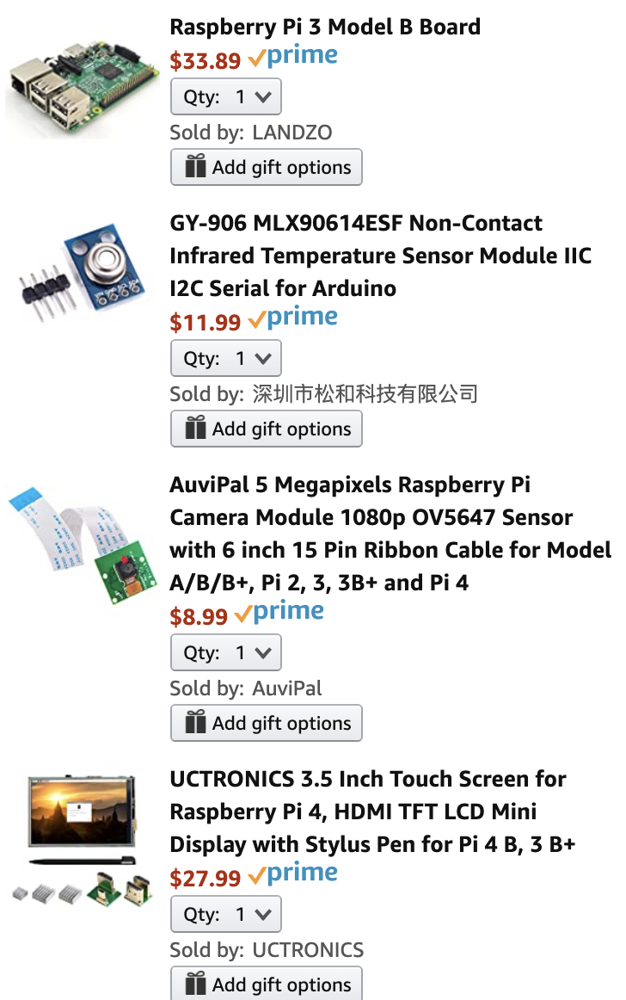 Raspberry Pi 3 Model B Board
$33.89 prime
Qty: 1
Sold by: LANDZO
Add gift options
GY-906 MLX90614ESF Non-Contact
Infrared Temperature Sensor Module IIC
I2C Serial for Arduino
$11.99 prime
Qty: 1
Sold by: 深圳市松和科技有限公司
Add gift options
AuviPal 5 Megapixels Raspberry Pi
Camera Module 1080p OV5647 Sensor
with 6 inch 15 Pin Ribbon Cable for Model
A/B/B+, Pi 2, 3, 3B+ and Pi 4
$8.99 prime
Qty: 1
Sold by: AuviPal
Add gift options
UCTRONICS 3.5 Inch Touch Screen for
Raspberry Pi 4, HDMI TFT LCD Mini
Display with Stylus Pen for Pi 4 B, 3 B+
$27.99 prime
Qty: 1
Sold by: UCTRONICS
Add gift options